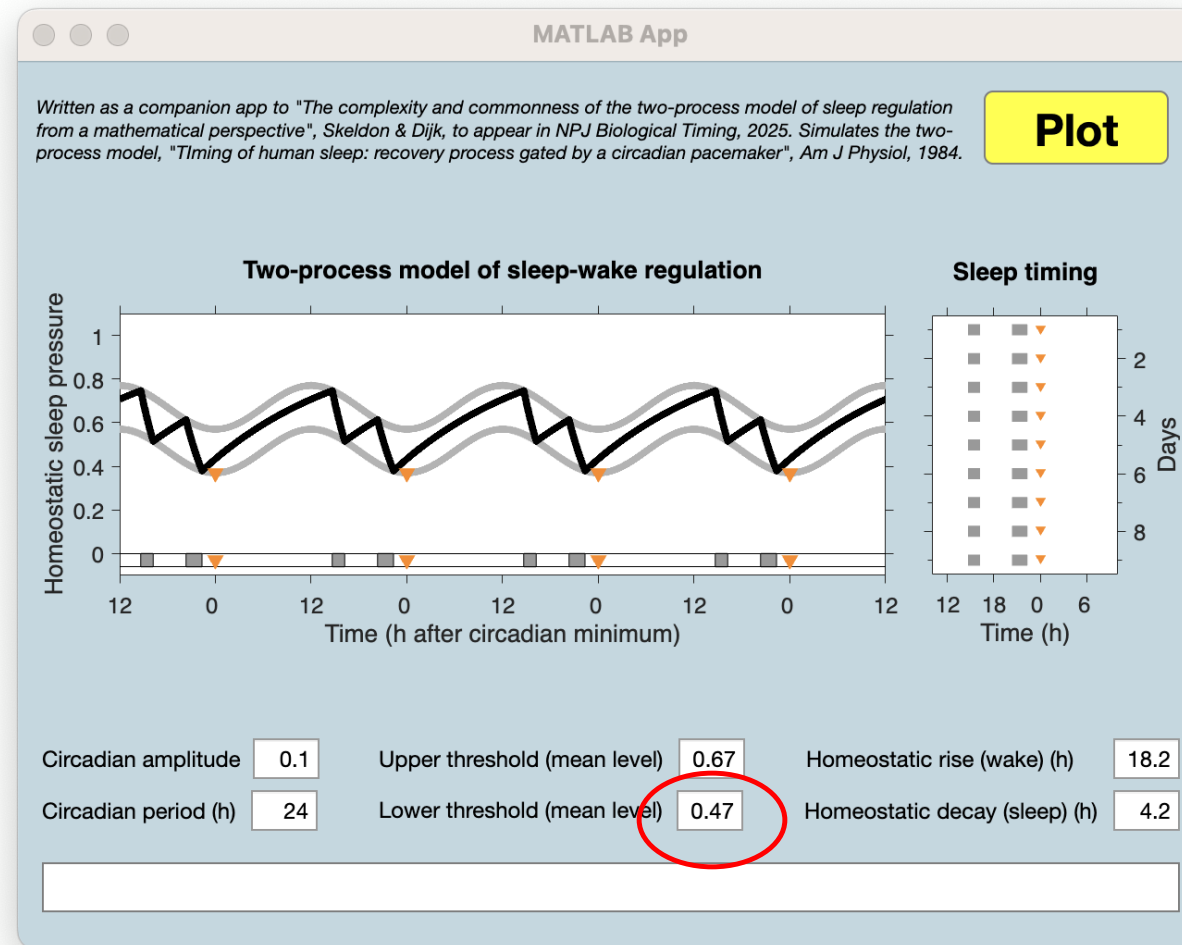 MATLAB App
Written as a companion app to "The complexity and commonness of the two-process model of sleep regulation
from a mathematical perspective", Skeldon & Dijk, to appear in NPJ Biological Timing, 2025. Simulates the two-
process model, "TIming of human sleep: recovery process gated by a circadian pacemaker", Am J Physiol, 1984.
Plot
Two-process model of sleep-wake regulation
Homeostatic sleep pressure
1
0.8
0.6
0.4
0.2
0
12 0 12 0 12 0 12 0 12
Time (h after circadian minimum)
Sleep timing
2
4
6
8
Days
12 18 0 6
Time (h)
Circadian amplitude 0.1
Upper threshold (mean level) 0.67
Homeostatic rise (wake) (h) 18.2
Circadian period (h) 24
Lower threshold (mean level) 0.47
Homeostatic decay (sleep) (h) 4.2